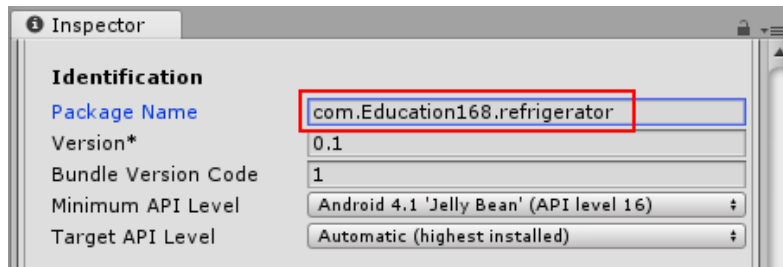 Inspector
Identification
Package Name com.Education168.refrigerator
Version* 0.1
Bundle Version Code 1
Minimum API Level Android 4.1 'Jelly Bean' (API level 16)
Target API Level Automatic (highest installed)